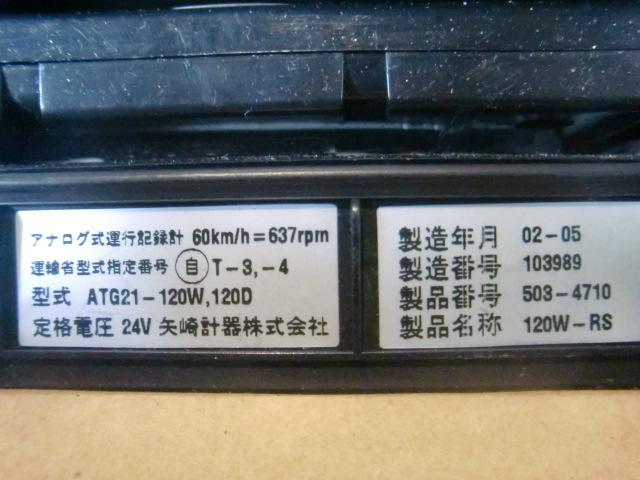 アナログ式運行記録計 60km/h=637rpm
運輸省型式指定番号 自 T-3,-4
型式 ATG21-120W,120D
定格電圧 24V 矢崎計器株式会社
製造年月 02-05
製造番号 103989
製品番号 503-4710
製品名称 120W-RS